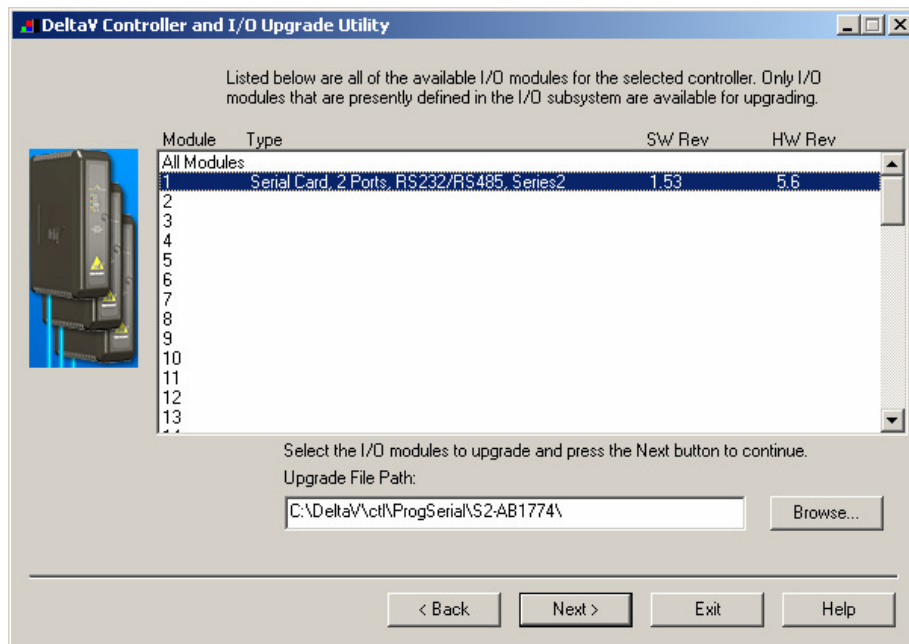 DeltaV Controller and I/O Upgrade Utility
Listed below are all of the available I/O modules for the selected controller. Only I/O
modules that are presently defined in the I/O subsystem are available for upgrading.
Module Type SW Rev HW Rev
All Modules
1 Serial Card, 2 Ports, RS232/RS485, Series2 1.53 5.6
2
3
4
5
6
7
8
9
10
11
12
13
Select the I/O modules to upgrade and press the Next button to continue.
Upgrade File Path:
C:\DeltaV\ctl\ProgSerial\S2-AB1774\
Browse...
< Back Next > Exit Help